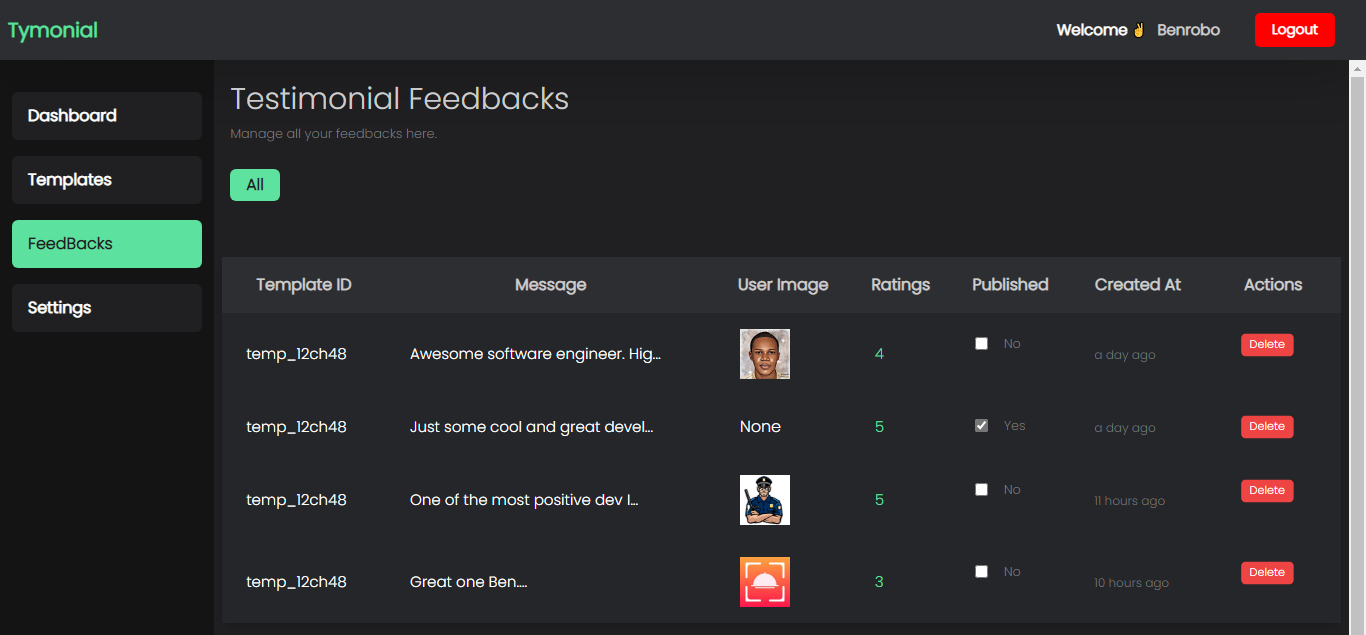 Tymonial
Welcome ✌ Benrobo Logout
Dashboard
Templates
FeedBacks
Settings
Testimonial Feedbacks
Manage all your feedbacks here.
All
Template ID Message User Image Ratings Published Created At Actions
temp_12ch48 Awesome software engineer. Hig... 4 No a day ago Delete
temp_12ch48 Just some cool and great devel... None 5 Yes a day ago Delete
temp_12ch48 One of the most positive dev I... 5 No 11 hours ago Delete
temp_12ch48 Great one Ben.... 3 No 10 hours ago Delete